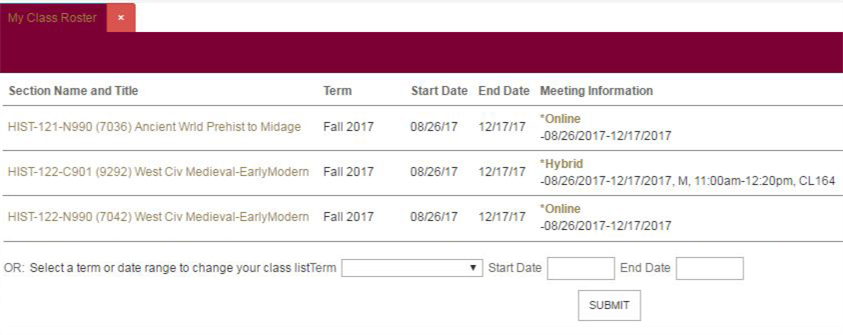 My Class Roster ×
Section Name and Title Term Start Date End Date Meeting Information
HIST-121-N990 (7036) Ancient Wrld Prehist to Midage Fall 2017 08/26/17 12/17/17 *Online
-08/26/2017-12/17/2017
HIST-122-C901 (9292) West Civ Medieval-EarlyModern Fall 2017 08/26/17 12/17/17 *Hybrid
-08/26/2017-12/17/2017, M, 11:00am-12:20pm, CL164
HIST-122-N990 (7042) West Civ Medieval-EarlyModern Fall 2017 08/26/17 12/17/17 *Online
-08/26/2017-12/17/2017
OR: Select a term or date range to change your class listTerm Start Date End Date
SUBMIT